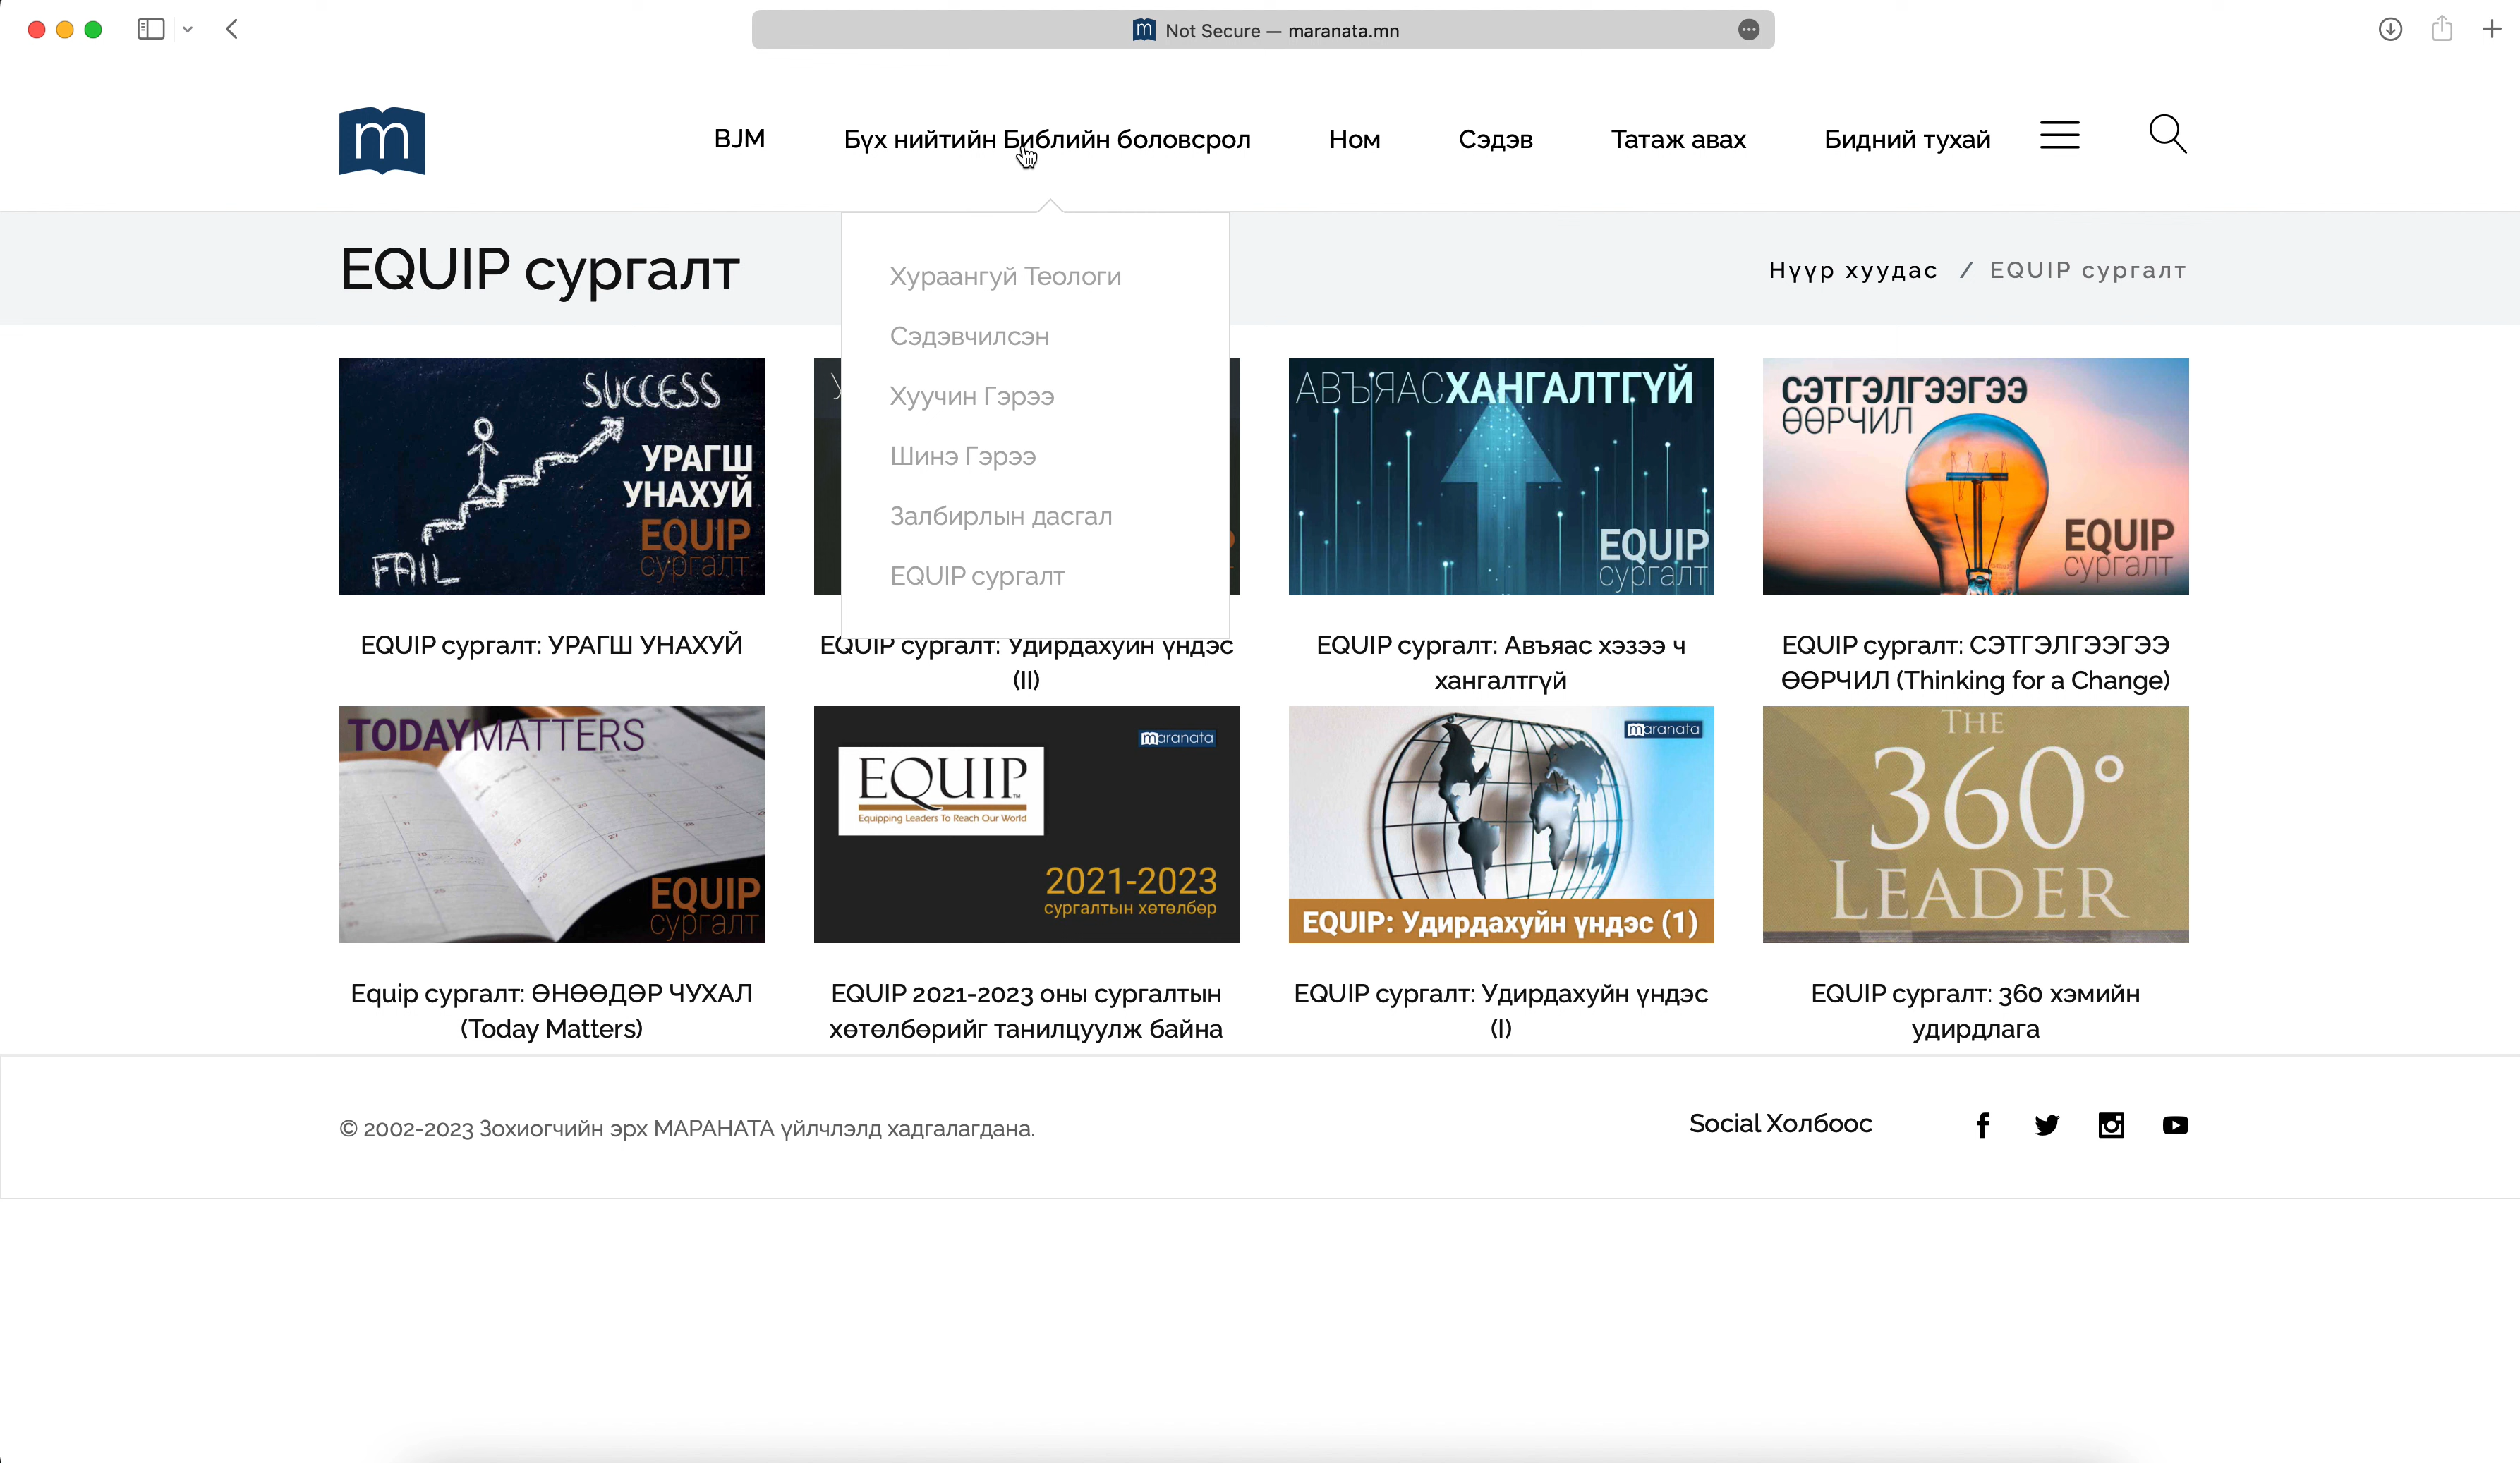 Not Secure — maranata.mn
m
BJM
Бүх нийтийн Библийн боловсрол
Ном
Сэдэв
Татаж авах
Бидний тухай
EQUIP сургалт
Нүүр хуудас / EQUIP сургалт
Хураангуй Теологи
Сэдэвчилсэн
Хуучин Гэрээ
Шинэ Гэрээ
Залбирлын дасгал
EQUIP сургалт
SUCCESS
УРАГШ
УНАХУЙ
EQUIP
сургалт
FAIL
АВЪЯАСХАНГАЛТГҮЙ
EQUIP
сургалт
СЭТГЭЛГЭЭГЭЭ
ӨӨРЧИЛ
EQUIP
сургалт
EQUIP сургалт: УРАГШ УНАХУЙ
EQUIP сургалт: Удирдахуйн үндэс
(II)
EQUIP сургалт: Авъяас хэзээ ч
хангалтгүй
EQUIP сургалт: СЭТГЭЛГЭЭГЭЭ
ӨӨРЧИЛ (Thinking for a Change)
TODAYMATTERS
EQUIP
сургалт
maranata
EQUIP™
Equipping Leaders To Reach Our World
2021-2023
сургалтын хөтөлбөр
maranata
EQUIP: Удирдахуйн үндэс (1)
THE
360°
LEADER
Equip сургалт: ӨНӨӨДӨР ЧУХАЛ
(Today Matters)
EQUIP 2021-2023 оны сургалтын
хөтөлбөрийг танилцуулж байна
EQUIP сургалт: Удирдахуйн үндэс
(I)
EQUIP сургалт: 360 хэмийн
удирдлага
© 2002-2023 Зохиогчийн эрх МАРАНАТА үйлчлэлд хадгалагдана.
Social Холбоос